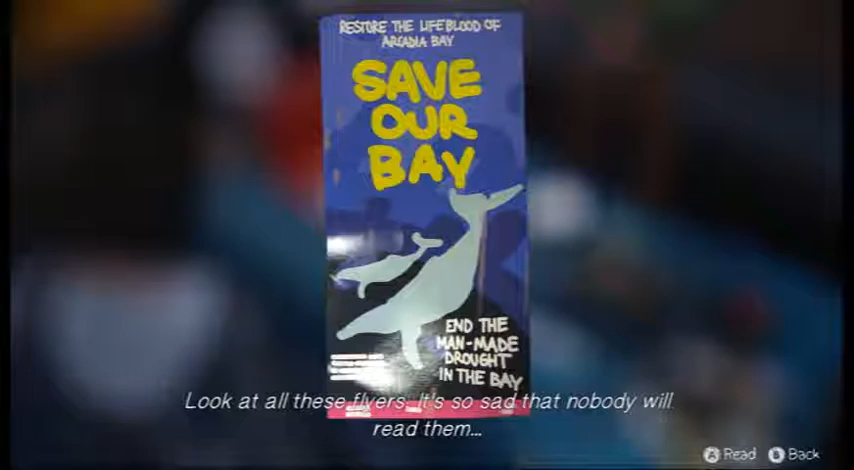 RESTORE THE LIFEBLOOD OF
ARCADIA BAY
SAVE
OUR
BAY
END THE
MAN-MADE
DROUGHT
IN THE BAY
Look at all these flyers. It's so sad that nobody will
read them...
A Read B Back